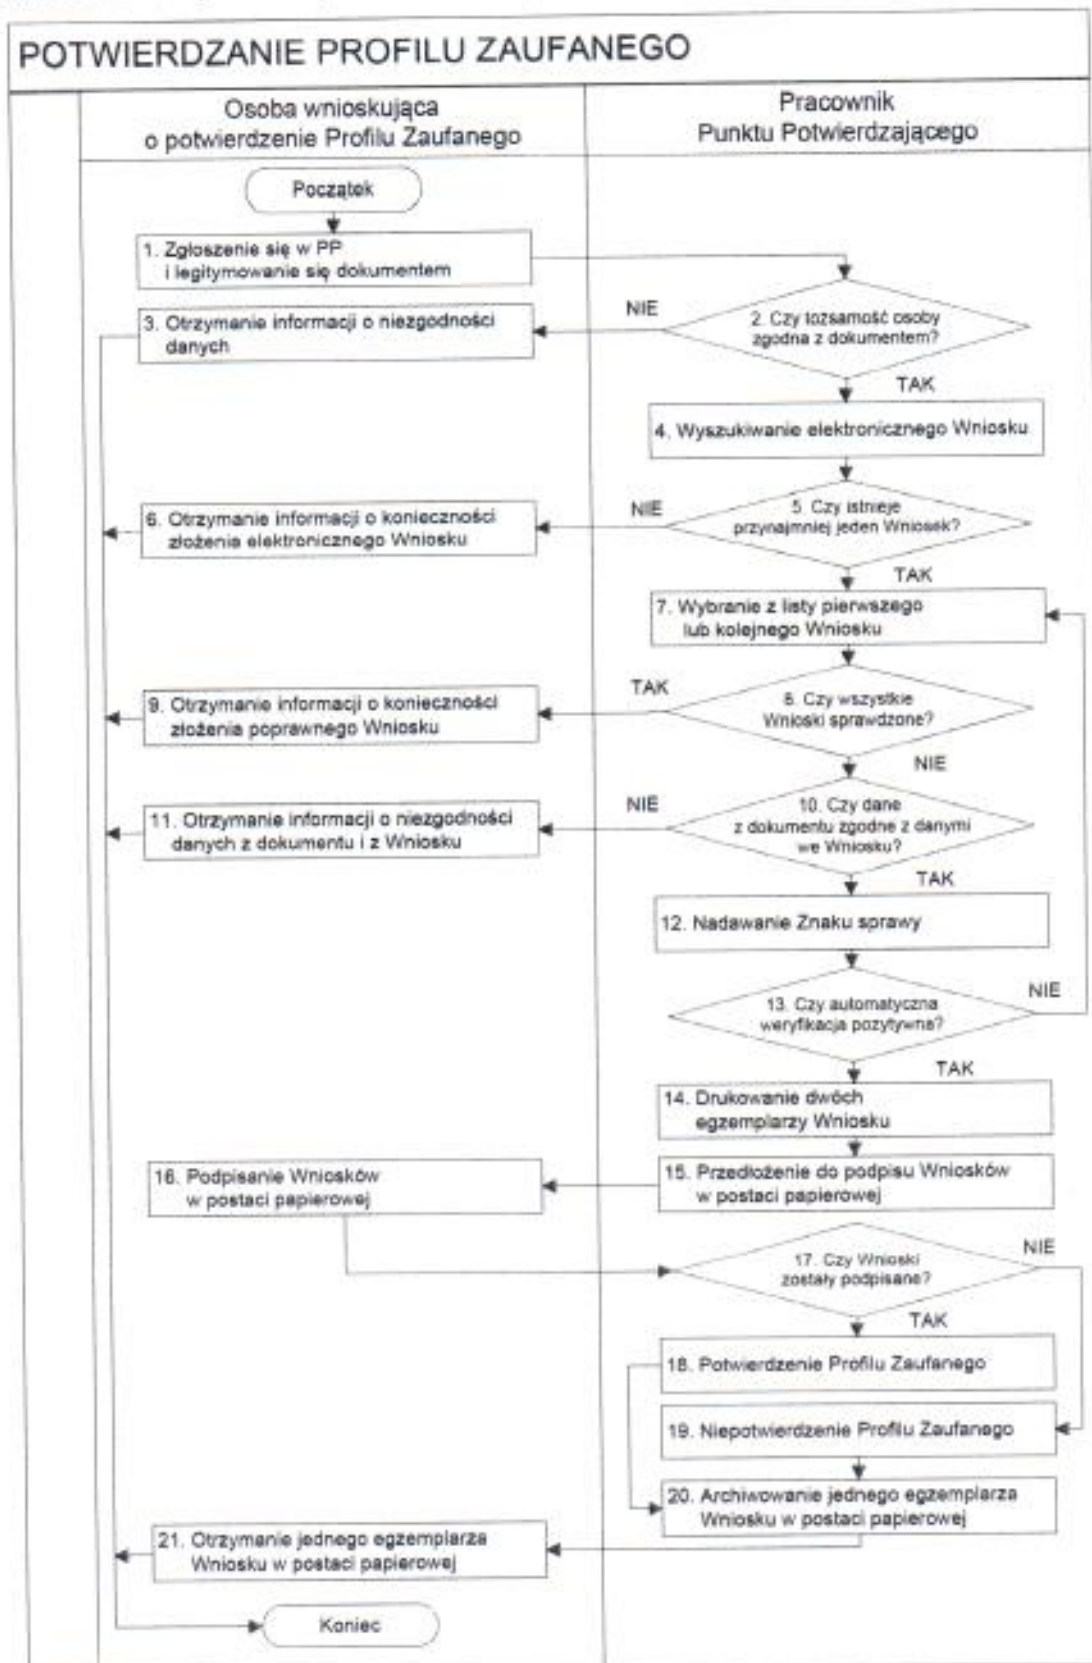 POTWIERDZANIE PROFILU ZAUFANEGO
Osoba wnioskująca
o potwierdzenie Profilu Zaufanego
Pracownik
Punktu Potwierdzającego
Początek
1. Zgłoszenie się w PP
i legitymowanie się dokumentem
NIE
2. Czy tożsamość osoby
zgodna z dokumentem?
3. Otrzymanie informacji o niezgodności
danych
TAK
4. Wyszukiwanie elektronicznego Wniosku
NIE
5. Czy istnieje
przynajmniej jeden Wniosek?
6. Otrzymanie informacji o konieczności
złożenia elektronicznego Wniosku
TAK
7. Wybranie z listy pierwszego
lub kolejnego Wniosku
TAK
8. Czy wszystkie
Wnioski sprawdzone?
9. Otrzymanie informacji o konieczności
złożenia poprawnego Wniosku
NIE
NIE
10. Czy dane
z dokumentu zgodne z danymi
we Wniosku?
11. Otrzymanie informacji o niezgodności
danych z dokumentu i z Wniosku
TAK
12. Nadawanie Znaku sprawy
NIE
13. Czy automatyczna
weryfikacja pozytywna?
TAK
14. Drukowanie dwóch
egzemplarzy Wniosku
15. Przedłożenie do podpisu Wniosków
w postaci papierowej
16. Podpisanie Wniosków
w postaci papierowej
NIE
17. Czy Wnioski
zostały podpisane?
TAK
18. Potwierdzenie Profilu Zaufanego
19. Niepotwierdzenie Profilu Zaufanego
20. Archiwowanie jednego egzemplarza
Wniosku w postaci papierowej
21. Otrzymanie jednego egzemplarza
Wniosku w postaci papierowej
Koniec